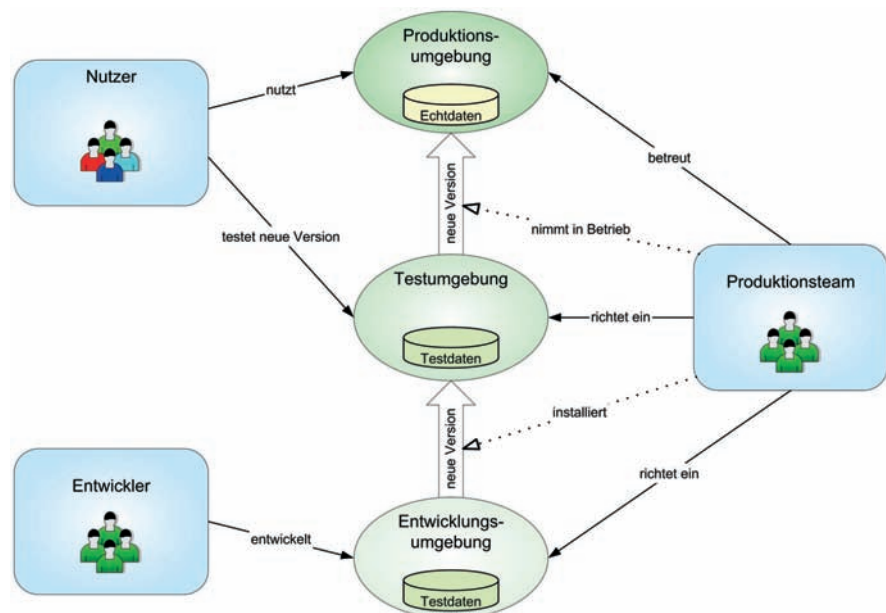 Produktions-
umgebung
Echtdaten
Nutzer
nutzt
betreut
neue Version
testet neue Version
nimmt in Betrieb
Testumgebung
Testdaten
richtet ein
Produktionsteam
installiert
neue Version
richtet ein
Entwickler
entwickelt
Entwicklungs-
umgebung
Testdaten